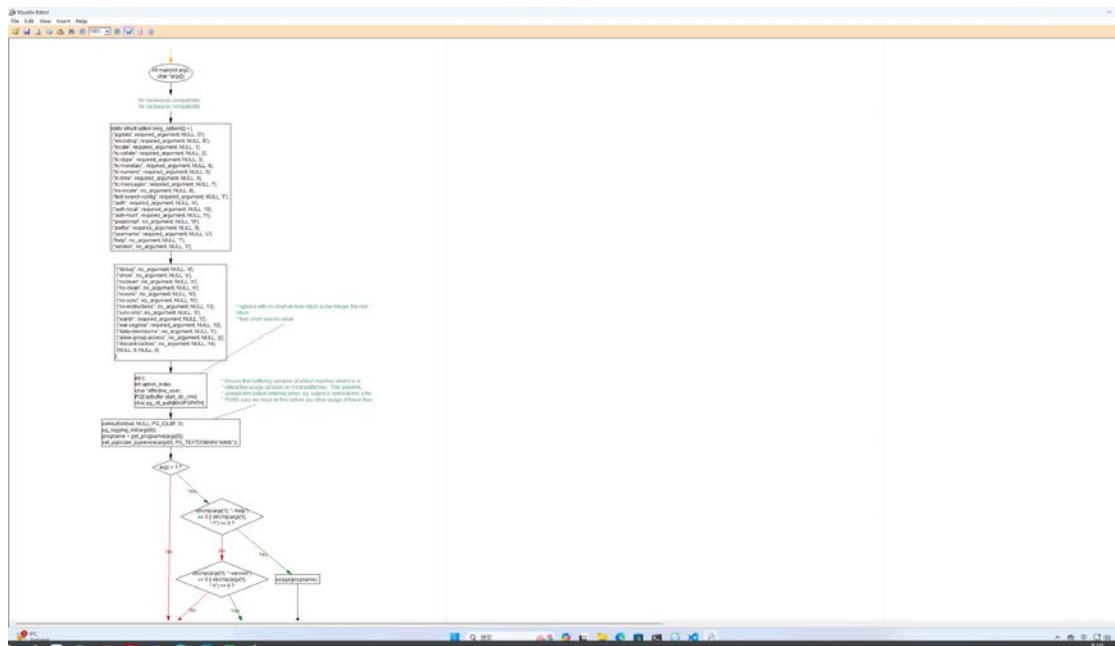 Visustin Editor
File Edit View Insert Help
int main(int argc,
char *argv[])
for backwards compatibility
for backwards compatibility
static struct option long_options[] = {
{"pgdata", required_argument, NULL, 'D'},
{"encoding", required_argument, NULL, 'E'},
{"locale", required_argument, NULL, 1},
{"lc-collate", required_argument, NULL, 2},
{"lc-ctype", required_argument, NULL, 3},
{"lc-monetary", required_argument, NULL, 4},
{"lc-numeric", required_argument, NULL, 5},
{"lc-time", required_argument, NULL, 6},
{"lc-messages", required_argument, NULL, 7},
{"no-locale", no_argument, NULL, 8},
{"text-search-config", required_argument, NULL, 'T'},
{"auth", required_argument, NULL, 'A'},
{"auth-local", required_argument, NULL, 10},
{"auth-host", required_argument, NULL, 11},
{"pwprompt", no_argument, NULL, 'W'},
{"pwfile", required_argument, NULL, 9},
{"username", required_argument, NULL, 'U'},
{"help", no_argument, NULL, '?'},
{"version", no_argument, NULL, 'V'},
{"debug", no_argument, NULL, 'd'},
{"show", no_argument, NULL, 's'},
{"noclean", no_argument, NULL, 'n'},
{"no-clean", no_argument, NULL, 'n'},
{"nosync", no_argument, NULL, 'N'},
{"no-sync", no_argument, NULL, 'N'},
{"no-instructions", no_argument, NULL, 13},
{"sync-only", no_argument, NULL, 'S'},
{"waldir", required_argument, NULL, 'X'},
{"wal-segsize", required_argument, NULL, 12},
{"data-checksums", no_argument, NULL, 'k'},
{"allow-group-access", no_argument, NULL, 'g'},
{"discard-caches", no_argument, NULL, 14},
{NULL, 0, NULL, 0}
* options with no short version return a low integer, the rest
return
* their short version value
int c;
int option_index;
char *effective_user;
PQExpBuffer start_db_cmd;
char pg_ctl_path[MAXPGPATH];
* Ensure that buffering behavior of stdout matches what it is in
* interactive usage (at least on most platforms). This prevents
* unexpected output ordering when, eg, output is redirected to a file.
* POSIX says we must do this before any other usage of these files.
setvbuf(stdout, NULL, PG_IOLBF, 0);
pg_logging_init(argv[0]);
progname = get_progname(argv[0]);
set_pglocale_pgservice(argv[0], PG_TEXTDOMAIN("initdb"));
argc > 1 ?
Yes
strcmp(argv[1], "--help")
== 0 || strcmp(argv[1],
"-?") == 0 ?
No
No
Yes
strcmp(argv[1], "--version")
== 0 || strcmp(argv[1],
"-V") == 0 ?
usage(progname);
No
Yes